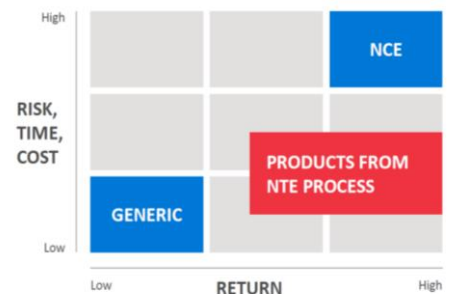 High
NCE
RISK,
TIME,
COST
PRODUCTS FROM
NTE PROCESS
GENERIC
Low
Low
RETURN
High